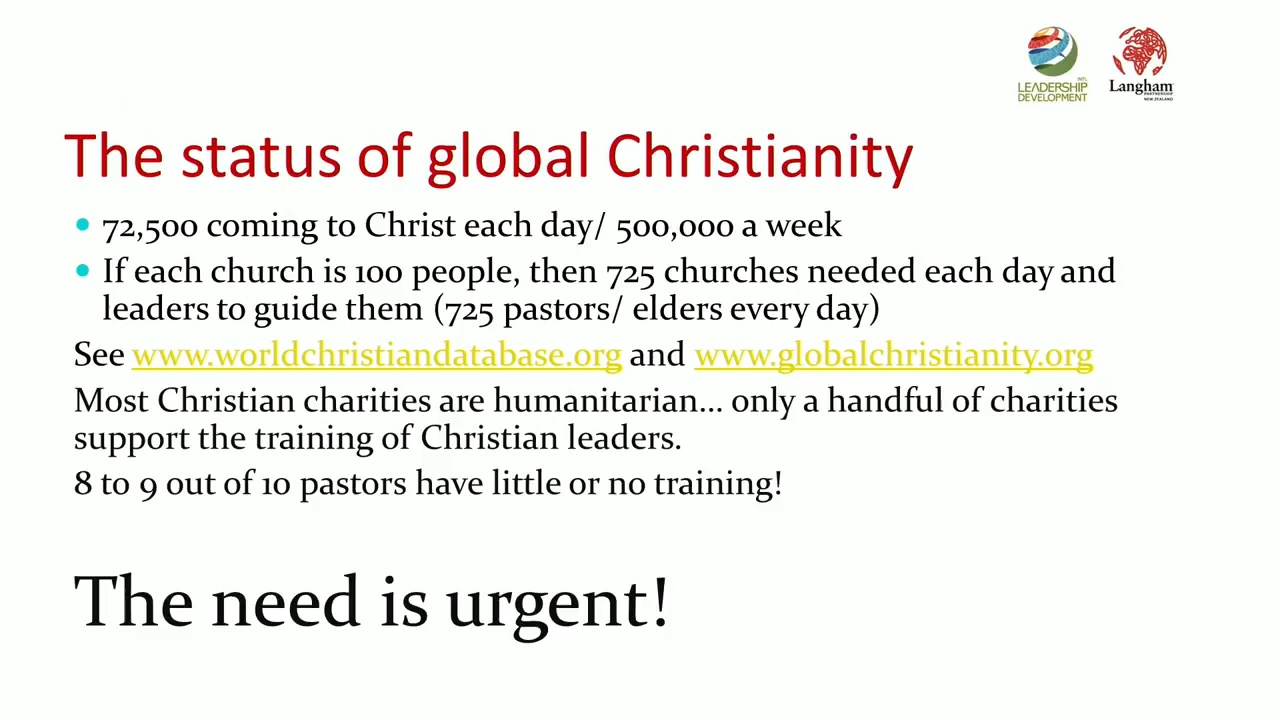 INT'L
LEADERSHIP
DEVELOPMENT
Langham
PARTNERSHIP
NEW ZEALAND
The status of global Christianity
• 72,500 coming to Christ each day/ 500,000 a week
• If each church is 100 people, then 725 churches needed each day and
leaders to guide them (725 pastors/ elders every day)
See www.worldchristiandatabase.org and www.globalchristianity.org
Most Christian charities are humanitarian... only a handful of charities
support the training of Christian leaders.
8 to 9 out of 10 pastors have little or no training!
The need is urgent!